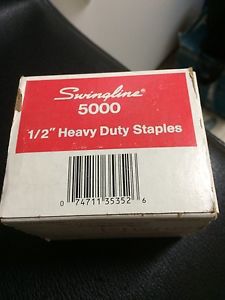 Swingline®
5000
1/2" Heavy Duty Staples
0 74711 35352 6